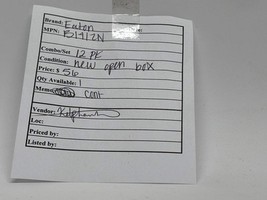 Brand: Eaton
MPN: B1412N
Combo/Set 12 PK
Condition: new open box
Price: $ 56
Qty Available: 1
Memo: cont
Vendor:
Loc:
Priced by:
Listed by: